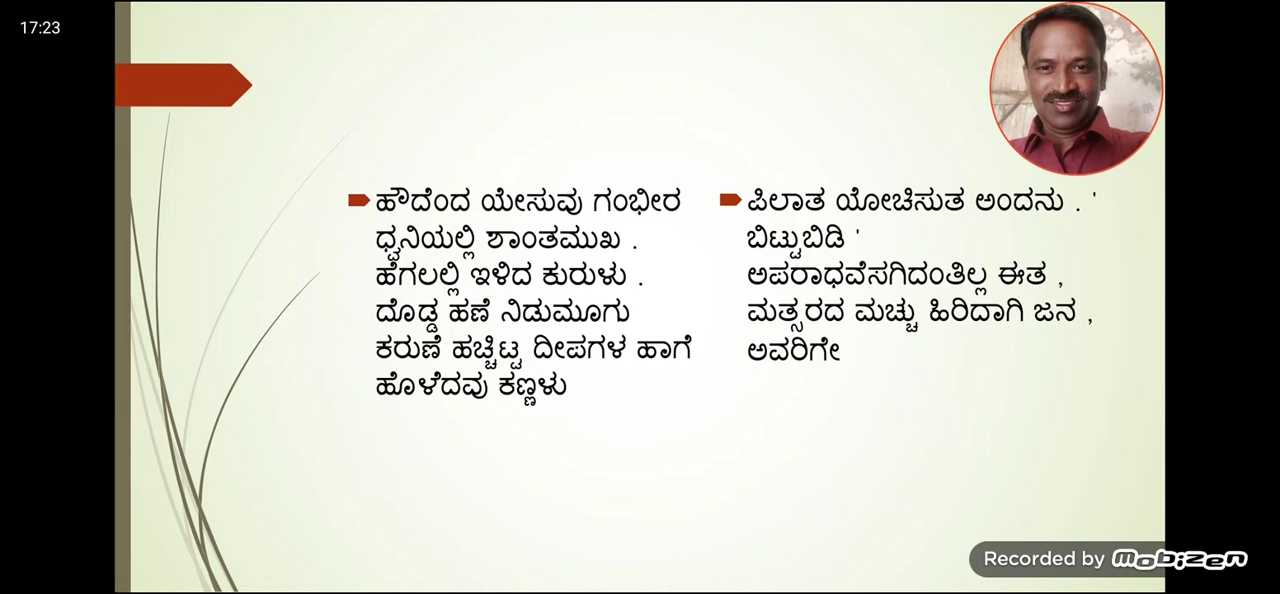 17:23
ಹೌದೆಂದ ಯೇಸುವು ಗಂಭೀರ
ಧ್ವನಿಯಲ್ಲಿ ಶಾಂತಮುಖ .
ಹೆಗಲಲ್ಲಿ ಇಳಿದ ಕುರುಳು .
ದೊಡ್ಡ ಹಣೆ ನಿಡುಮೂಗು
ಕರುಣೆ ಹಚ್ಚಿಟ್ಟ ದೀಪಗಳ ಹಾಗೆ
ಹೊಳೆದವು ಕಣ್ಣಳು
ಪಿಲಾತ ಯೋಚಿಸುತ ಅಂದನು . '
ಬಿಟ್ಟುಬಿಡಿ '
ಅಪರಾಧವೆಸಗಿದಂತಿಲ್ಲ ಈತ ,
ಮತ್ಸರದ ಮಚ್ಚು ಹಿರಿದಾಗಿ ಜನ ,
ಅವರಿಗೇ
Recorded by Mobizen